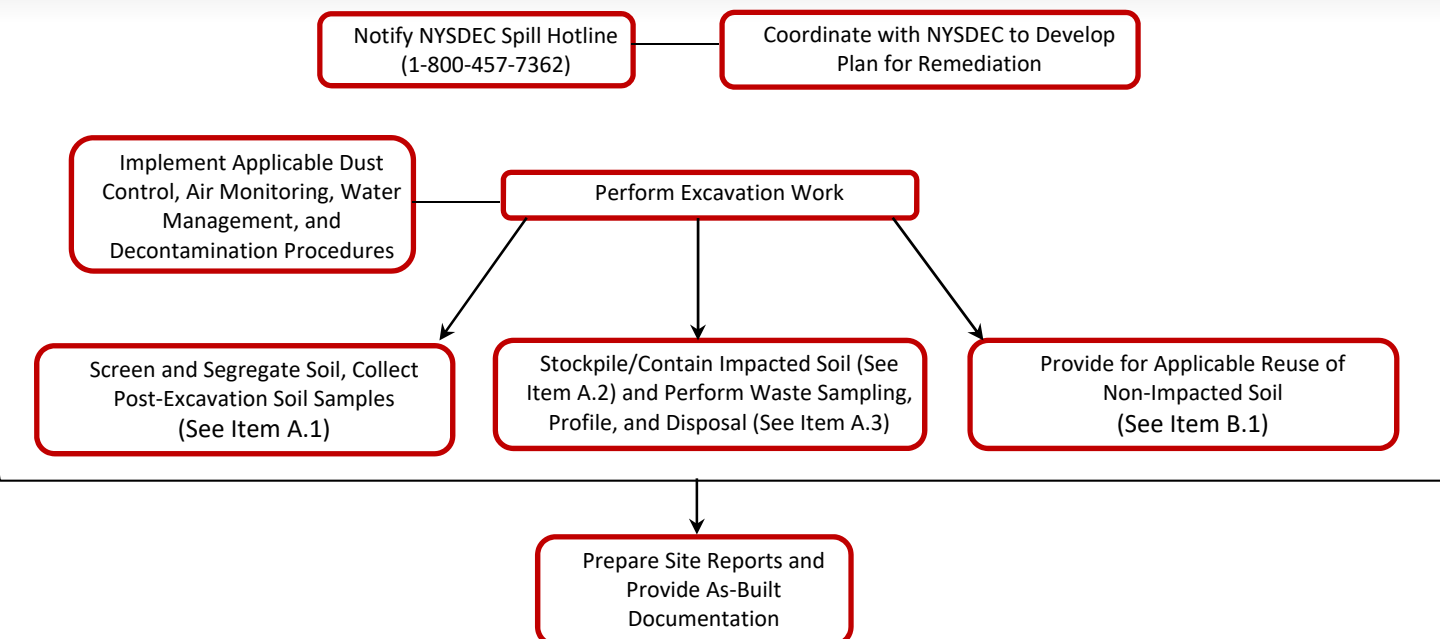 Notify NYSDEC Spill Hotline
(1-800-457-7362)
Coordinate with NYSDEC to Develop
Plan for Remediation
Implement Applicable Dust
Control, Air Monitoring, Water
Management, and
Decontamination Procedures
Perform Excavation Work
Screen and Segregate Soil, Collect
Post-Excavation Soil Samples
(See Item A.1)
Stockpile/Contain Impacted Soil (See
Item A.2) and Perform Waste Sampling,
Profile, and Disposal (See Item A.3)
Provide for Applicable Reuse of
Non-Impacted Soil
(See Item B.1)
Prepare Site Reports and
Provide As-Built
Documentation